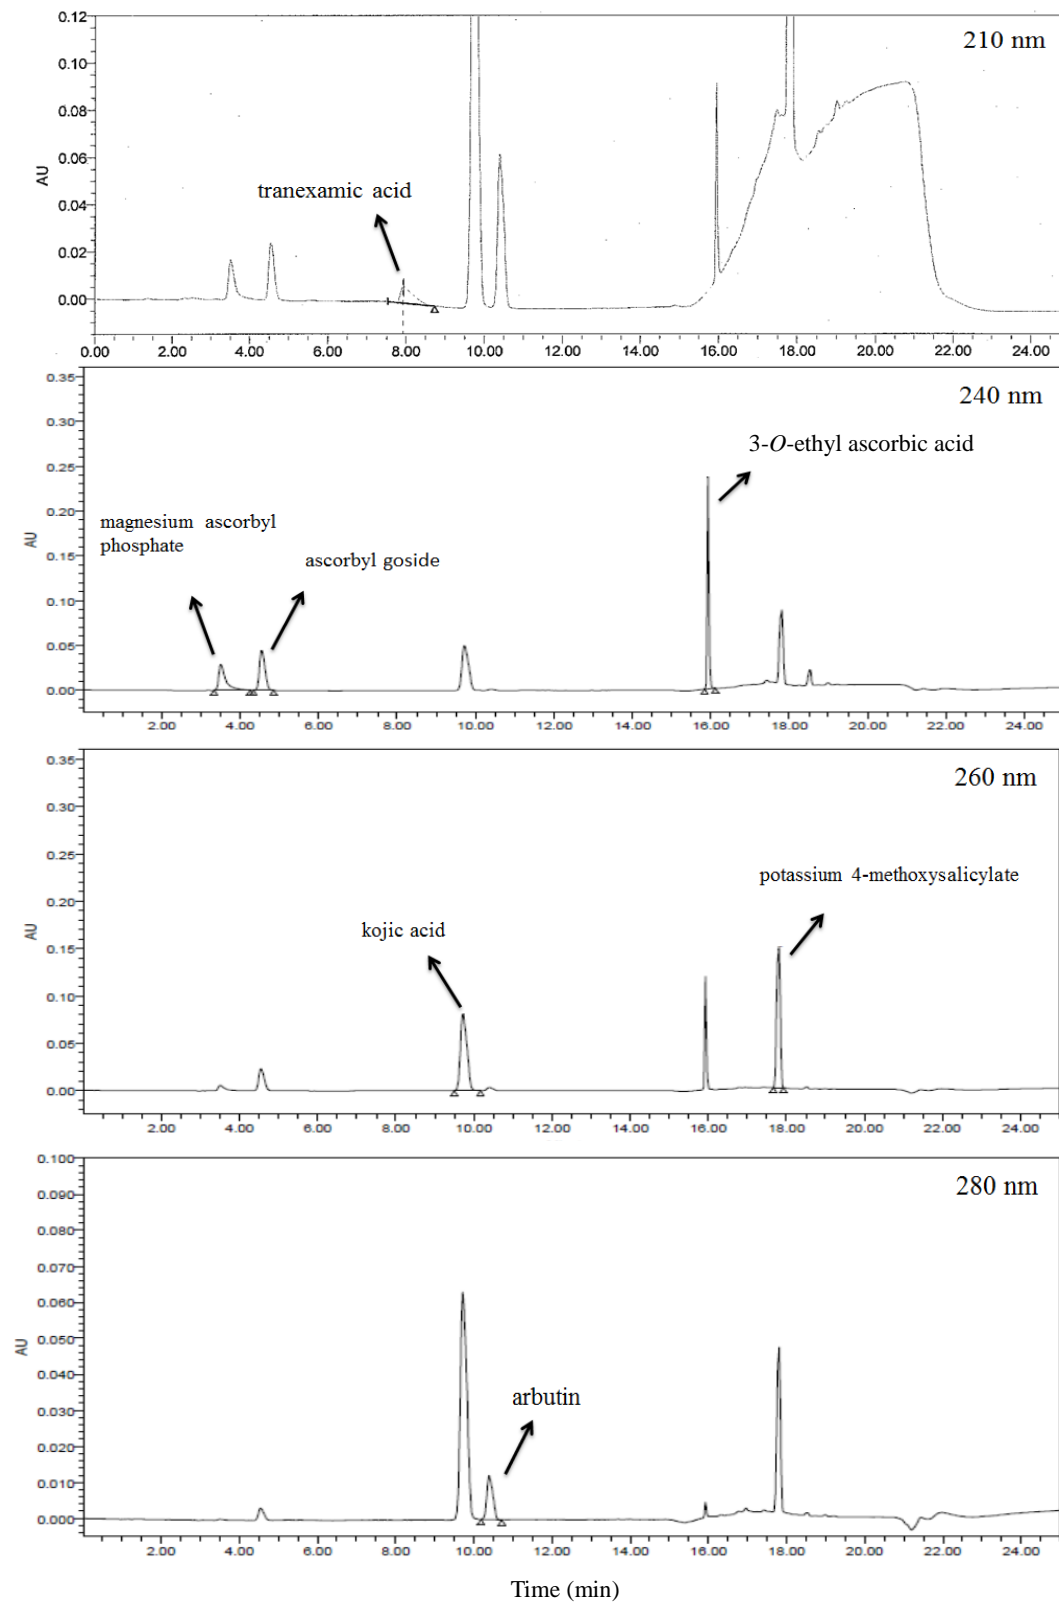 0.12
210 nm
0.10
0.08
0.06
AU
tranexamic acid
0.04
0.02
0.00
0.00 2.00 4.00 6.00 8.00 10.00 12.00 14.00 16.00 18.00 20.00 22.00 24.00
0.35
240 nm
0.30
3-O-ethyl ascorbic acid
0.25
0.20
magnesium ascorbyl
phosphate
AU
ascorbyl goside
0.15
0.10
0.05
0.00
2.00 4.00 6.00 8.00 10.00 12.00 14.00 16.00 18.00 20.00 22.00 24.00
0.35
260 nm
0.30
0.25
potassium 4-methoxysalicylate
0.20
kojic acid
AU
0.15
0.10
0.05
0.00
2.00 4.00 6.00 8.00 10.00 12.00 14.00 16.00 18.00 20.00 22.00 24.00
0.100
280 nm
0.090
0.080
0.070
0.060
0.050
AU
0.040
arbutin
0.030
0.020
0.010
0.000
2.00 4.00 6.00 8.00 10.00 12.00 14.00 16.00 18.00 20.00 22.00 24.00
Time (min)